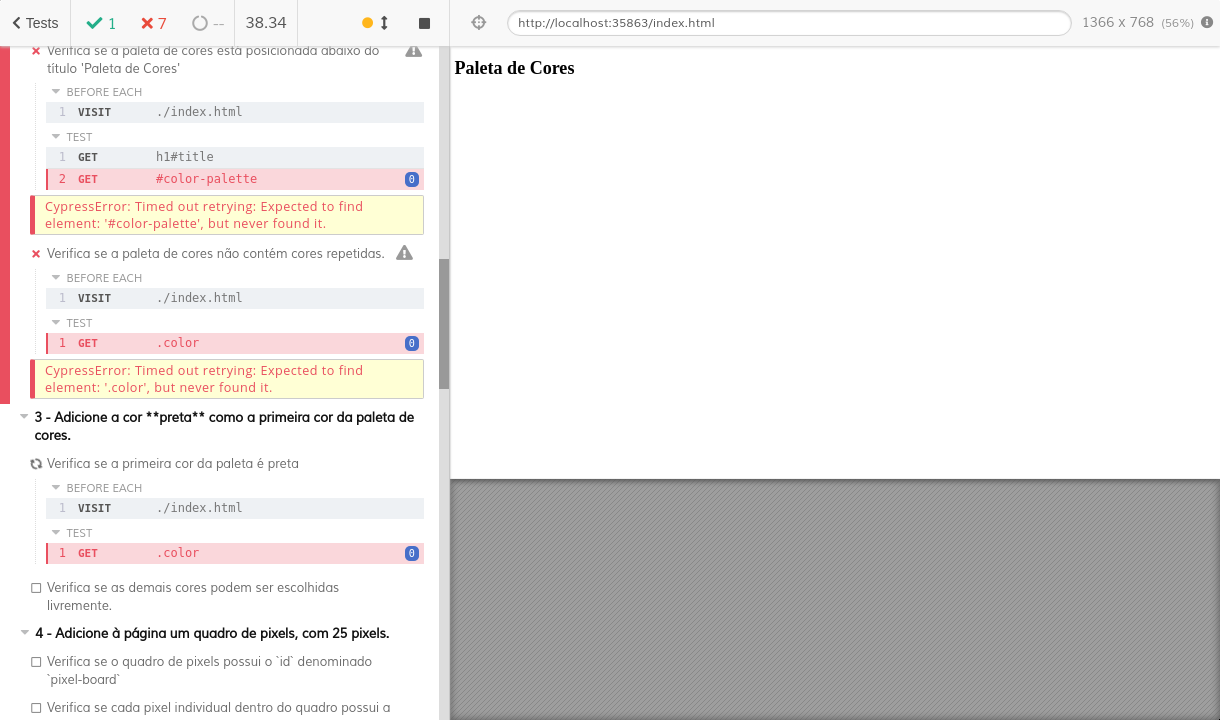 Tests 1 7 -- 38.34 http://localhost:35863/index.html 1366 x 768 (56%)
Verifica se a paleta de cores está posicionada abaixo do
título 'Paleta de Cores'
BEFORE EACH
1 VISIT ./index.html
TEST
1 GET h1#title
2 GET #color-palette 0
CypressError: Timed out retrying: Expected to find
element: '#color-palette', but never found it.
Verifica se a paleta de cores não contém cores repetidas.
BEFORE EACH
1 VISIT ./index.html
TEST
1 GET .color 0
CypressError: Timed out retrying: Expected to find
element: '.color', but never found it.
3 - Adicione a cor **preta** como a primeira cor da paleta de
cores.
Verifica se a primeira cor da paleta é preta
BEFORE EACH
1 VISIT ./index.html
TEST
1 GET .color 0
Verifica se as demais cores podem ser escolhidas
livremente.
4 - Adicione à página um quadro de pixels, com 25 pixels.
Verifica se o quadro de pixels possui o `id` denominado
`pixel-board`
Verifica se cada pixel individual dentro do quadro possui a
Paleta de Cores